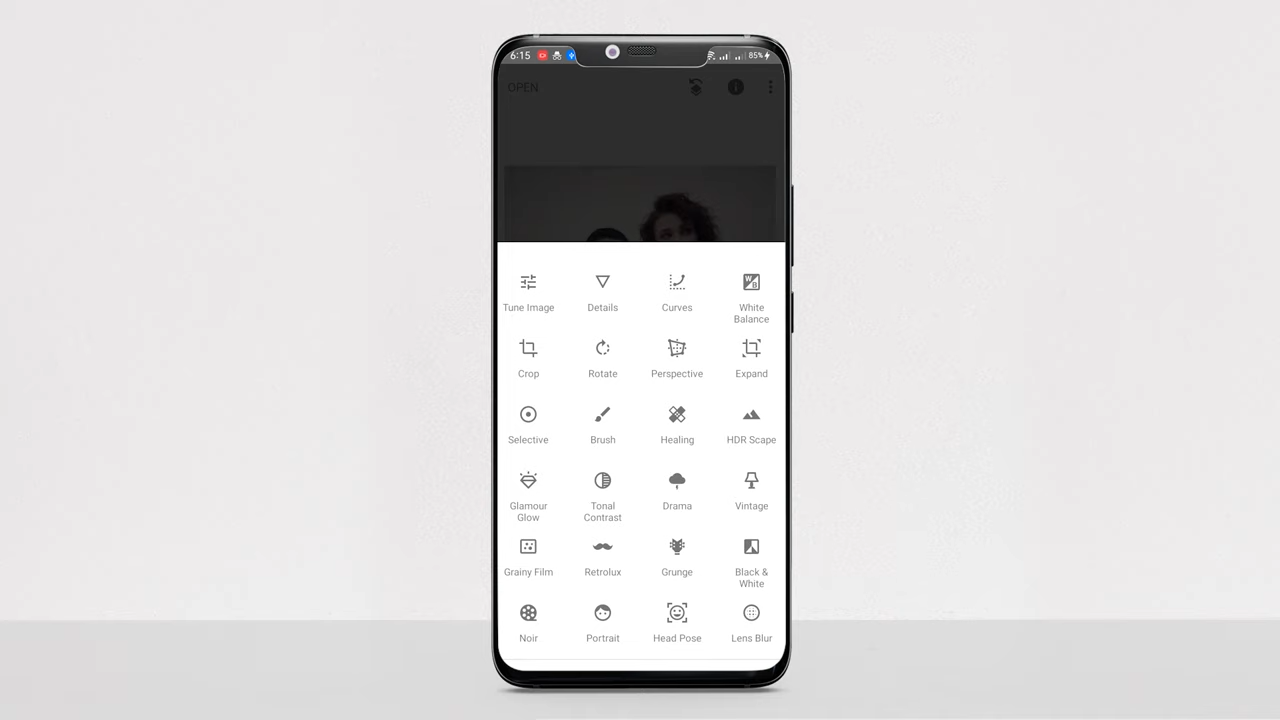 6:15
85%
OPEN
Tune Image
Details
Curves
White
Balance
Crop
Rotate
Perspective
Expand
Selective
Brush
Healing
HDR Scape
Glamour
Glow
Tonal
Contrast
Drama
Vintage
Grainy Film
Retrolux
Grunge
Black &
White
Noir
Portrait
Head Pose
Lens Blur